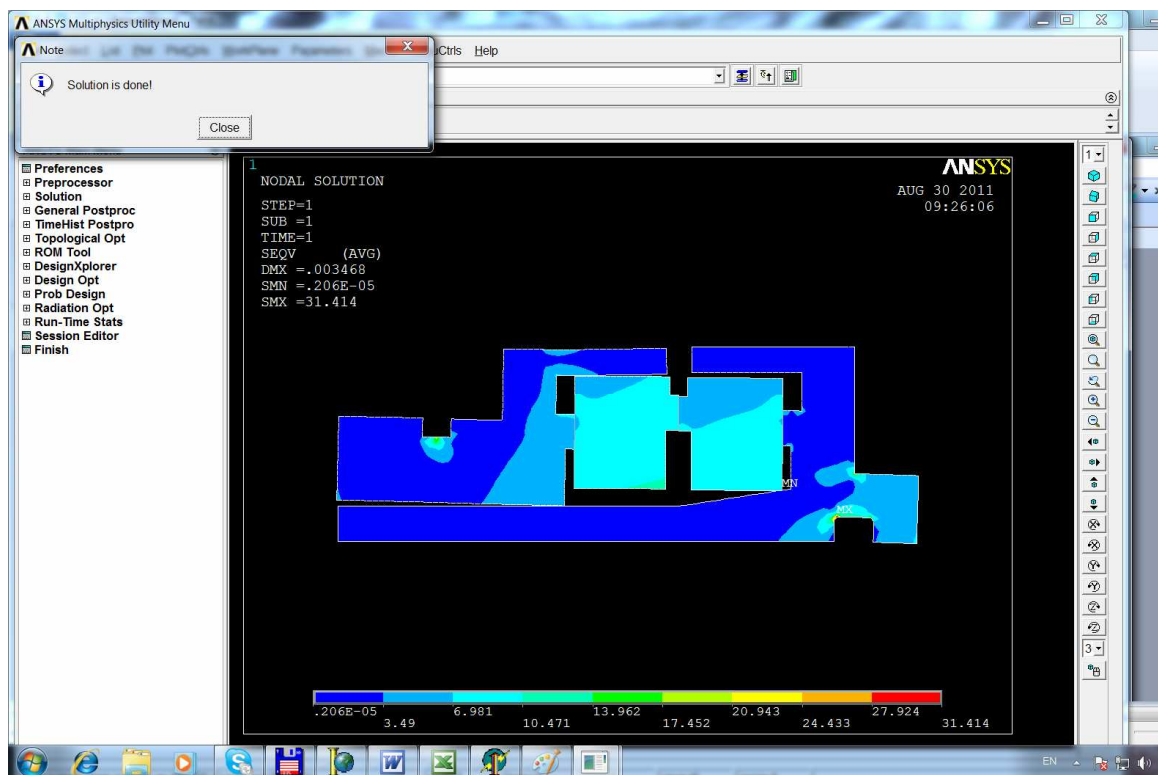 ANSYS Multiphysics Utility Menu
Note
Ctrls Help
Solution is done!
Close
Preferences
Preprocessor
Solution
General Postproc
TimeHist Postpro
Topological Opt
ROM Tool
DesignXplorer
Design Opt
Prob Design
Radiation Opt
Run-Time Stats
Session Editor
Finish
1
ANSYS
NODAL SOLUTION
AUG 30 2011
09:26:06
STEP=1
SUB =1
TIME=1
SEQV (AVG)
DMX =.003468
SMN =.206E-05
SMX =31.414
MN
MX
.206E-05 6.981 13.962 20.943 27.924
3.49 10.471 17.452 24.433 31.414
1
3
EN